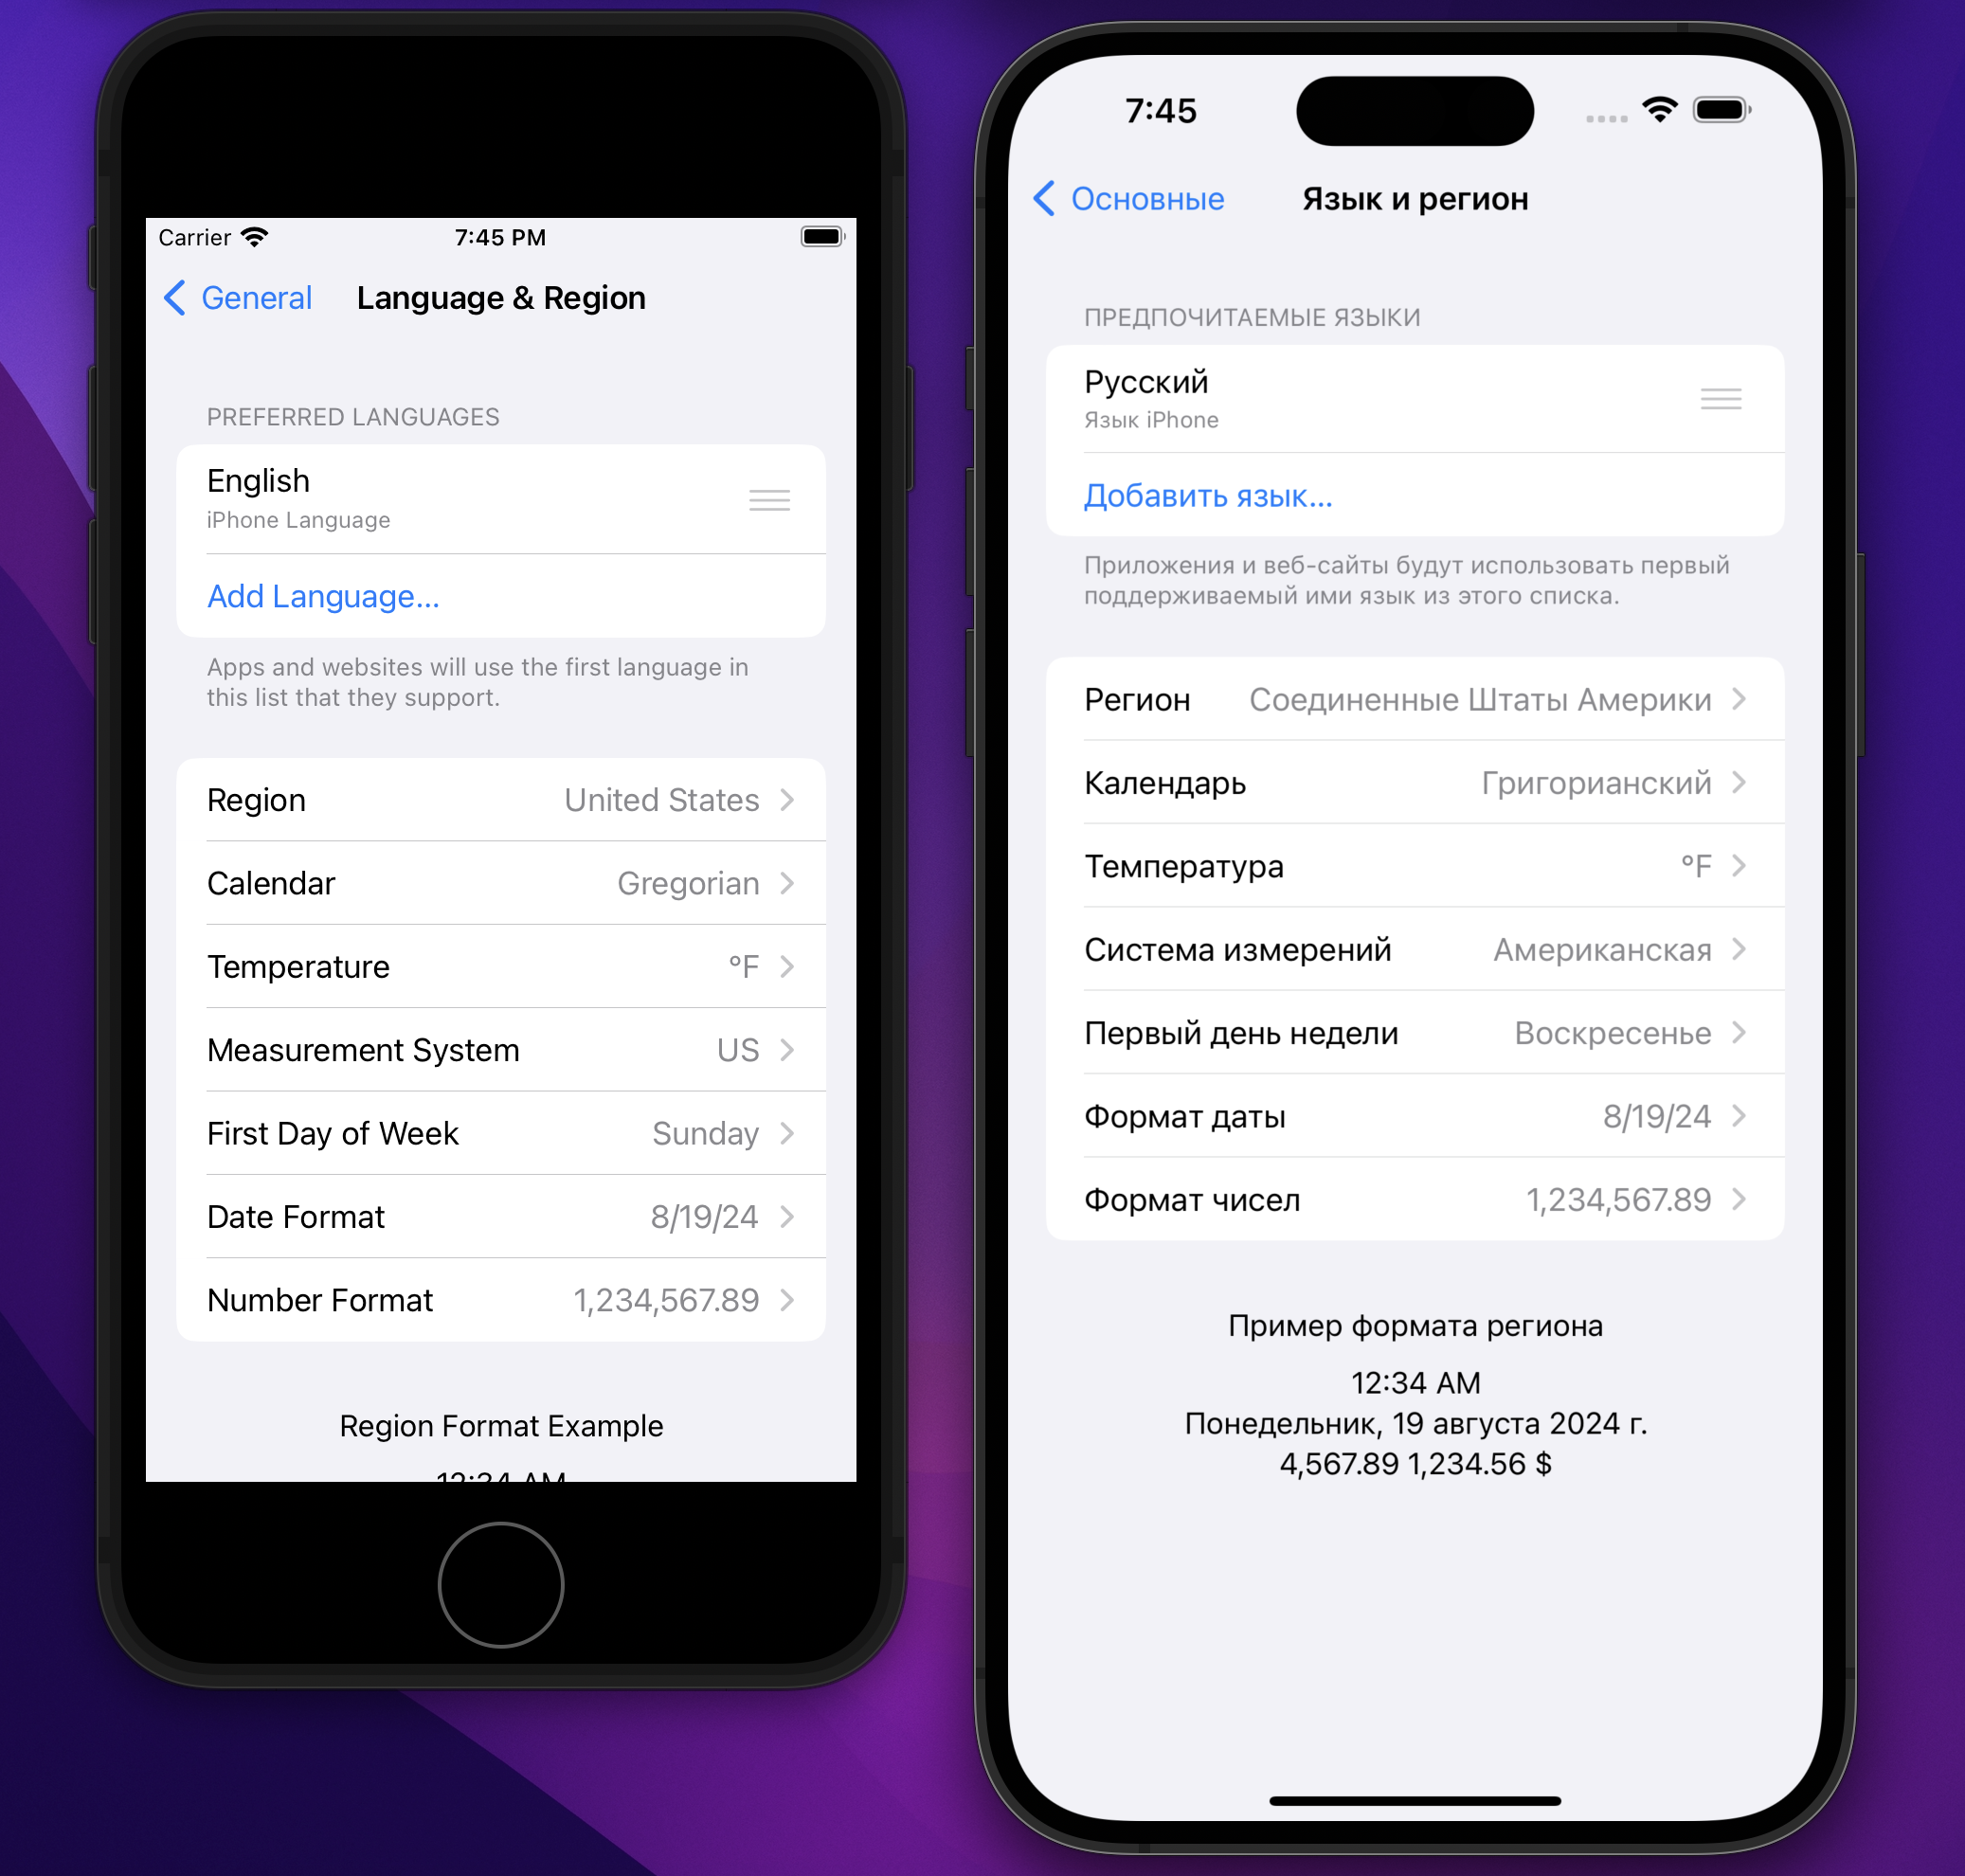 Carrier 7:45 PM
General Language & Region
PREFERRED LANGUAGES
English
iPhone Language
Add Language...
Apps and websites will use the first language in
this list that they support.
Region United States
Calendar Gregorian
Temperature °F
Measurement System US
First Day of Week Sunday
Date Format 8/19/24
Number Format 1,234,567.89
Region Format Example
12:34 AM
7:45
Основные Язык и регион
ПРЕДПОЧИТАЕМЫЕ ЯЗЫКИ
Русский
Язык iPhone
Добавить язык...
Приложения и веб-сайты будут использовать первый
поддерживаемый ими язык из этого списка.
Регион Соединенные Штаты Америки
Календарь Григорианский
Температура °F
Система измерений Американская
Первый день недели Воскресенье
Формат даты 8/19/24
Формат чисел 1,234,567.89
Пример формата региона
12:34 AM
Понедельник, 19 августа 2024 г.
4,567.89 1,234.56 $